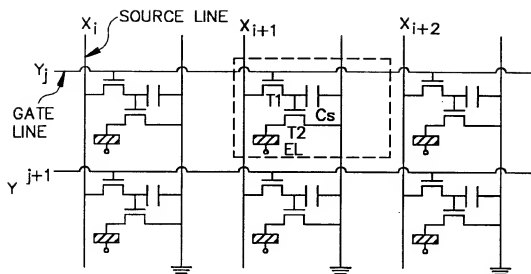 Xi SOURCE LINE Xi+1 Xi+2
Yj
GATE LINE
T1
Cs
T2
EL
Y j+1